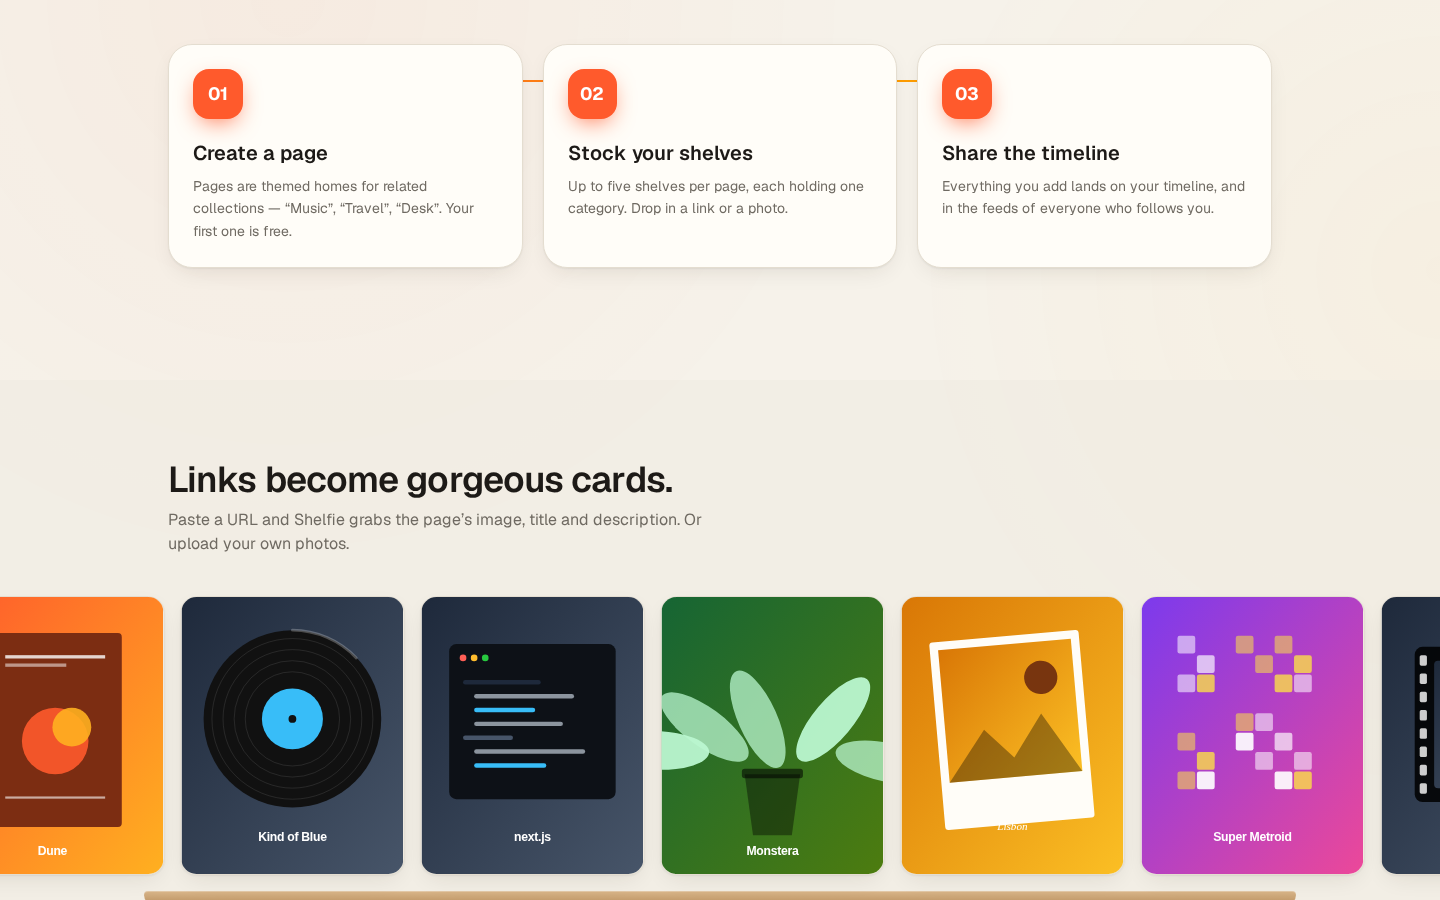 01
Create a page
Pages are themed homes for related
collections — “Music”, “Travel”, “Desk”. Your
first one is free.
02
Stock your shelves
Up to five shelves per page, each holding one
category. Drop in a link or a photo.
03
Share the timeline
Everything you add lands on your timeline, and
in the feeds of everyone who follows you.
Links become gorgeous cards.
Paste a URL and Shelfie grabs the page’s image, title and description. Or
upload your own photos.
Dune
Kind of Blue
next.js
Monstera
Lisbon
Super Metroid